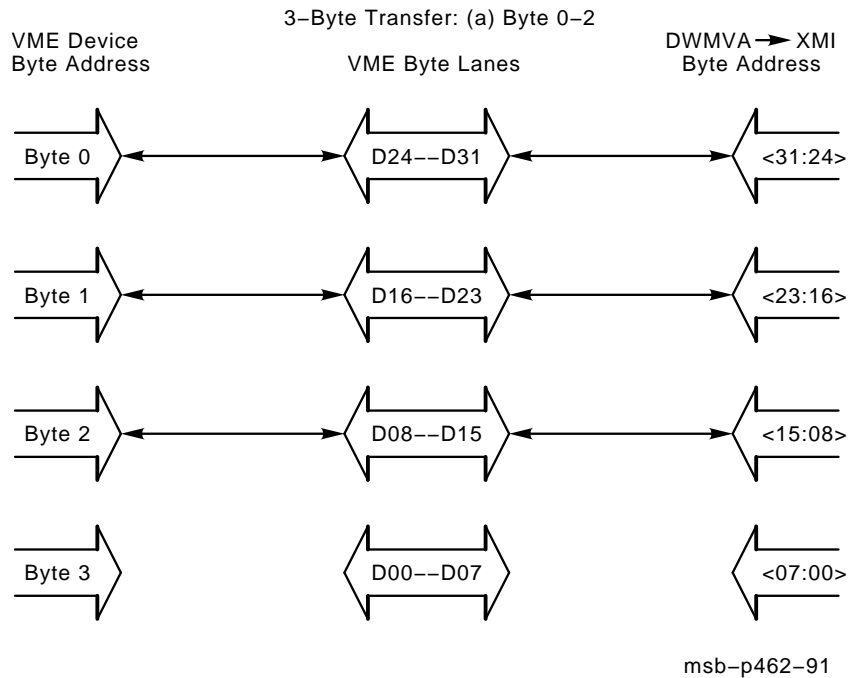 3–Byte Transfer: (a) Byte 0–2
VME Device
Byte Address
VME Byte Lanes
DWMVA → XMI
Byte Address
Byte 0
D24––D31
<31:24>
Byte 1
D16––D23
<23:16>
Byte 2
D08––D15
<15:08>
Byte 3
D00––D07
<07:00>
msb–p462–91